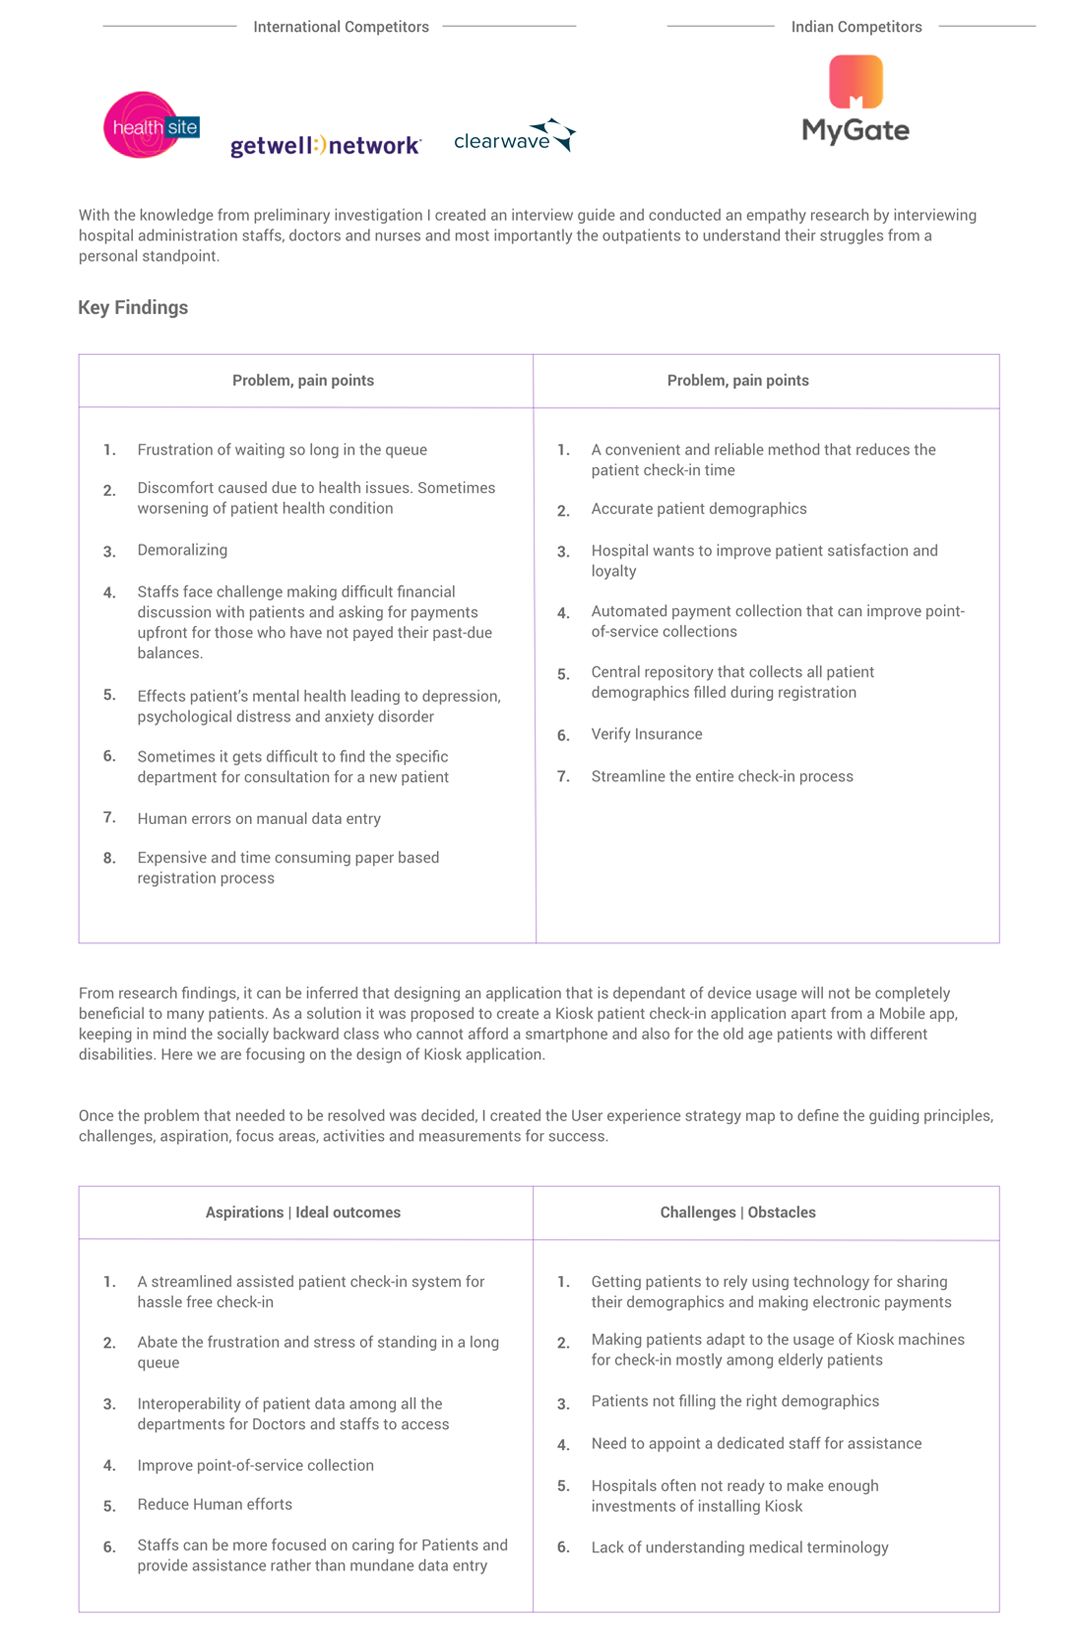 International Competitors
Indian Competitors
health site
getwell:)network
clearwave
MyGate
With the knowledge from preliminary investigation I created an interview guide and conducted an empathy research by interviewing
hospital administration staffs, doctors and nurses and most importantly the outpatients to understand their struggles from a
personal standpoint.
Key Findings
Problem, pain points
1. Frustration of waiting so long in the queue
2. Discomfort caused due to health issues. Sometimes
worsening of patient health condition
3. Demoralizing
4. Staffs face challenge making difficult financial
discussion with patients and asking for payments
upfront for those who have not payed their past-due
balances.
5. Effects patient's mental health leading to depression,
psychological distress and anxiety disorder
6. Sometimes it gets difficult to find the specific
department for consultation for a new patient
7. Human errors on manual data entry
8. Expensive and time consuming paper based
registration process
Problem, pain points
1. A convenient and reliable method that reduces the
patient check-in time
2. Accurate patient demographics
3. Hospital wants to improve patient satisfaction and
loyalty
4. Automated payment collection that can improve point-
of-service collections
5. Central repository that collects all patient
demographics filled during registration
6. Verify Insurance
7. Streamline the entire check-in process
From research findings, it can be inferred that designing an application that is dependant of device usage will not be completely
beneficial to many patients. As a solution it was proposed to create a Kiosk patient check-in application apart from a Mobile app,
keeping in mind the socially backward class who cannot afford a smartphone and also for the old age patients with different
disabilities. Here we are focusing on the design of Kiosk application.
Once the problem that needed to be resolved was decided, I created the User experience strategy map to define the guiding principles,
challenges, aspiration, focus areas, activities and measurements for success.
Aspirations | Ideal outcomes
1. A streamlined assisted patient check-in system for
hassle free check-in
2. Abate the frustration and stress of standing in a long
queue
3. Interoperability of patient data among all the
departments for Doctors and staffs to access
4. Improve point-of-service collection
5. Reduce Human efforts
6. Staffs can be more focused on caring for Patients and
provide assistance rather than mundane data entry
Challenges | Obstacles
1. Getting patients to rely using technology for sharing
their demographics and making electronic payments
2. Making patients adapt to the usage of Kiosk machines
for check-in mostly among elderly patients
3. Patients not filling the right demographics
4. Need to appoint a dedicated staff for assistance
5. Hospitals often not ready to make enough
investments of installing Kiosk
6. Lack of understanding medical terminology